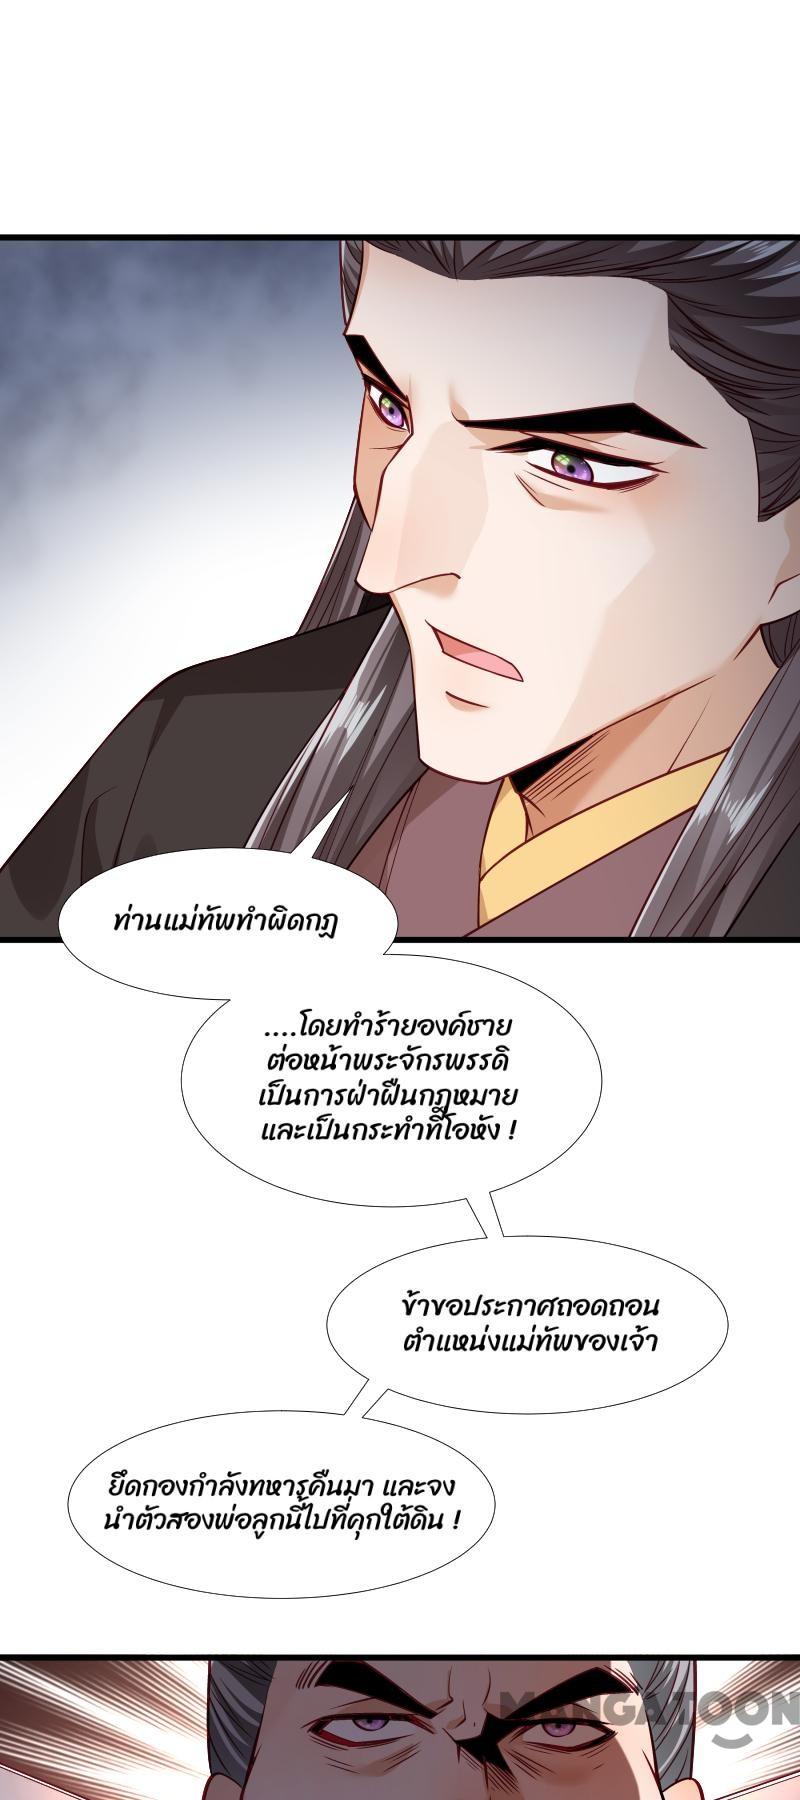 ท่านแม่ทัพทำผิดกฎ
....โดยทำร้ายองค์ชาย
ต่อหน้าพระจักรพรรดิ
เป็นการฝ่าฝืนกฎหมาย
และเป็นกระทำที่โอหัง !
ข้าขอประกาศถอดถอน
ตำแหน่งแม่ทัพของเจ้า
ยึดกองกำลังทหารคืนมา และจง
นำตัวสองพ่อลูกนี้ไปที่คุกใต้ดิน !
MANGATOON